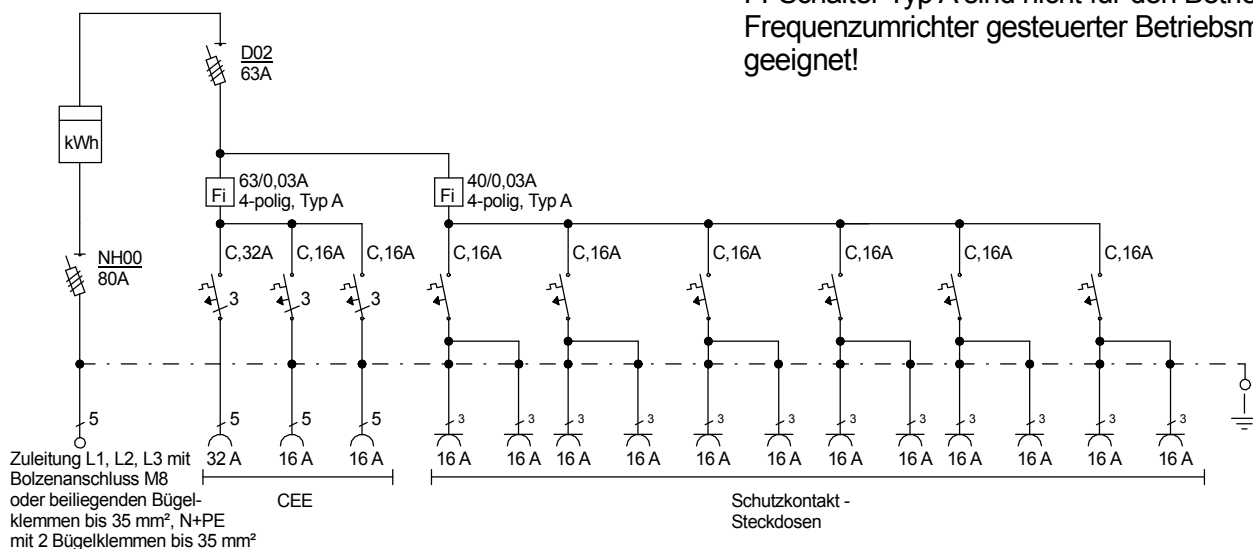 FI-Schalter Typ A sind nicht für den
Frequenzumrichter gesteuerter
geeignet!
D02
63A
kWh
63/0,03A
4-polig, Typ A
Fi
40/0,03A
4-polig, Typ A
Fi
NH00
80A
C,32A
C,16A
C,16A
C,16A
C,16A
C,16A
C,16A
C,16A
C,16A
3
3
3
5
5
5
5
3
3
3
3
3
3
3
3
3
3
3
3
32 A
16 A
16 A
16 A
16 A
16 A
16 A
16 A
16 A
16 A
16 A
16 A
16 A
16 A
16 A
Zuleitung L1, L2, L3 mit
Bolzenanschluss M8
oder beiliegenden Bügel-
klemmen bis 35 mm², N+PE
mit 2 Bügelklemmen bis 35 mm²
CEE
Schutzkontakt -
Steckdosen